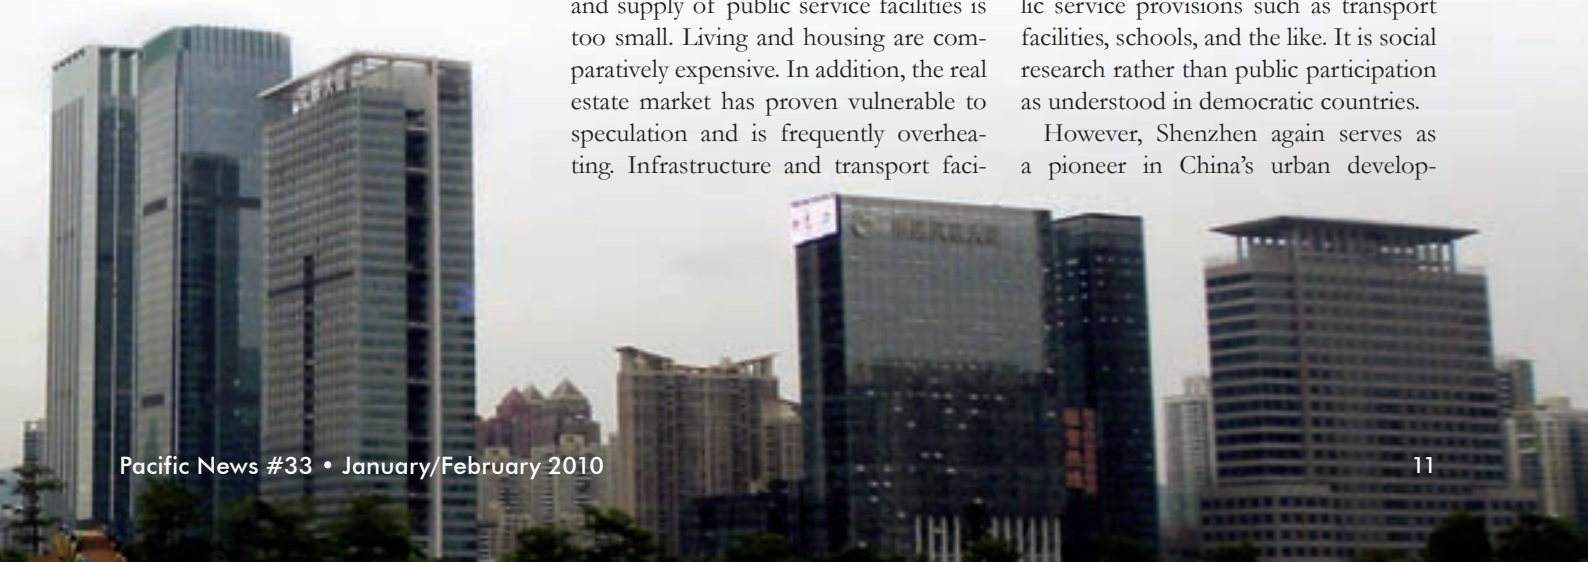 and supply of public service facilities is
too small. Living and housing are com-
paratively expensive. In addition, the real
estate market has proven vulnerable to
speculation and is frequently overhea-
ting. Infrastructure and transport faci-
lic service provisions such as transport
facilities, schools, and the like. It is social
research rather than public participation
as understood in democratic countries.
However, Shenzhen again serves as
a pioneer in China’s urban develop-
Pacific News #33 • January/February 2010
11